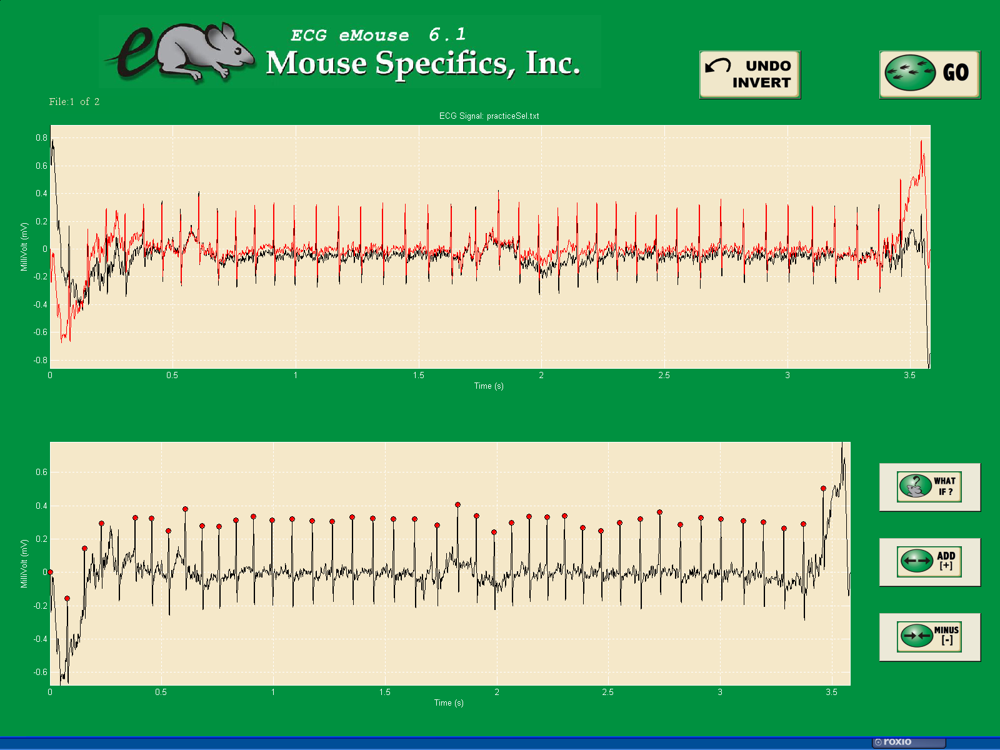 e
ECG eMouse 6.1
Mouse Specifics, Inc.
UNDO
INVERT
GO
File:1 of 2
ECG Signal: practiceSel.txt
MilliVolt (mV)
0.8
0.6
0.4
0.2
0
-0.2
-0.4
-0.6
-0.8
0 0.5 1 1.5 2 2.5 3 3.5
Time (s)
MilliVolt (mV)
0.6
0.4
0.2
0
-0.2
-0.4
-0.6
0 0.5 1 1.5 2 2.5 3 3.5
Time (s)
?
WHAT
IF ?
ADD
[+]
MINUS
[-]
roxio